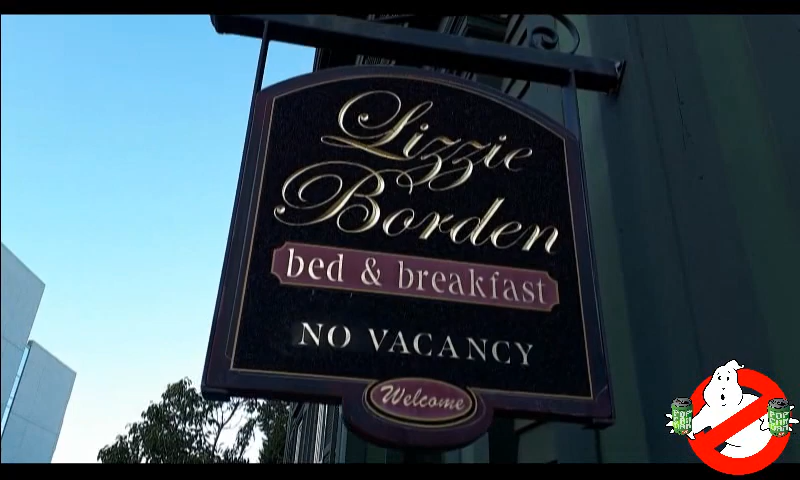 Lizzie
Borden
bed & breakfast
NO VACANCY
Welcome